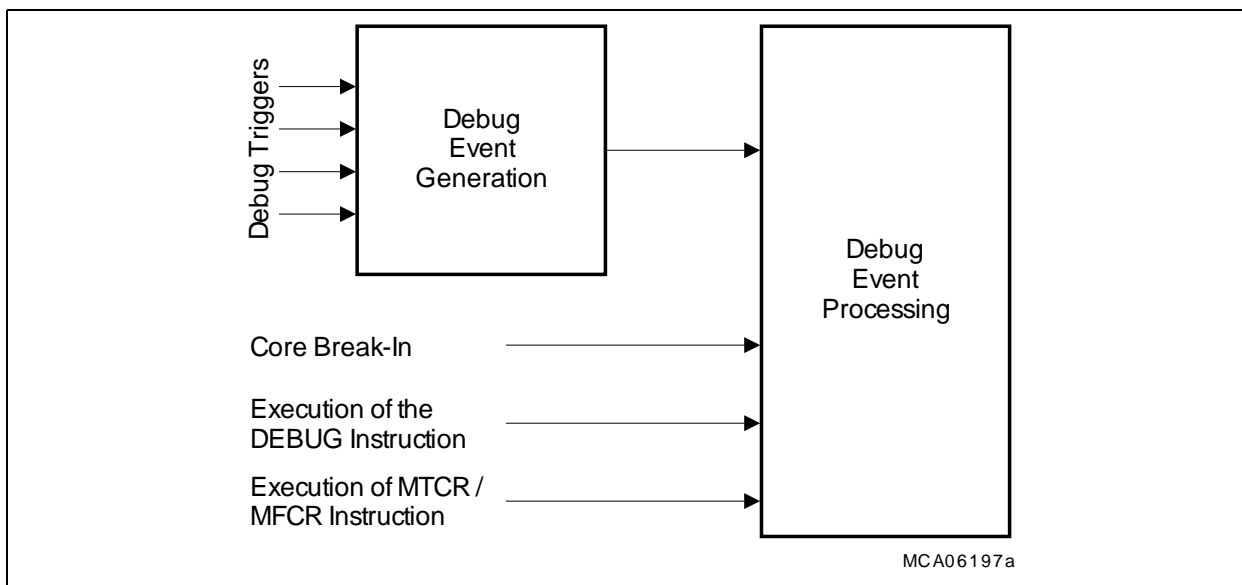 Debug Triggers
Debug
Event
Generation
Debug
Event
Processing
Core Break-In
Execution of the
DEBUG Instruction
Execution of MTCR /
MFCR Instruction
MCA06197a